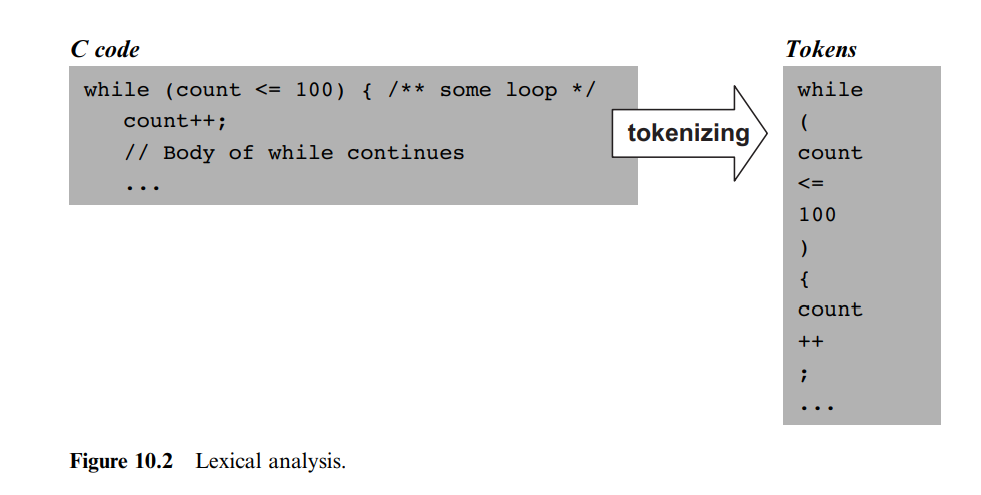 C code
while (count <= 100) { /** some loop */
count++;
// Body of while continues
...
tokenizing
Tokens
while
(
count
<=
100
)
{
count
++
;
...
Figure 10.2 Lexical analysis.